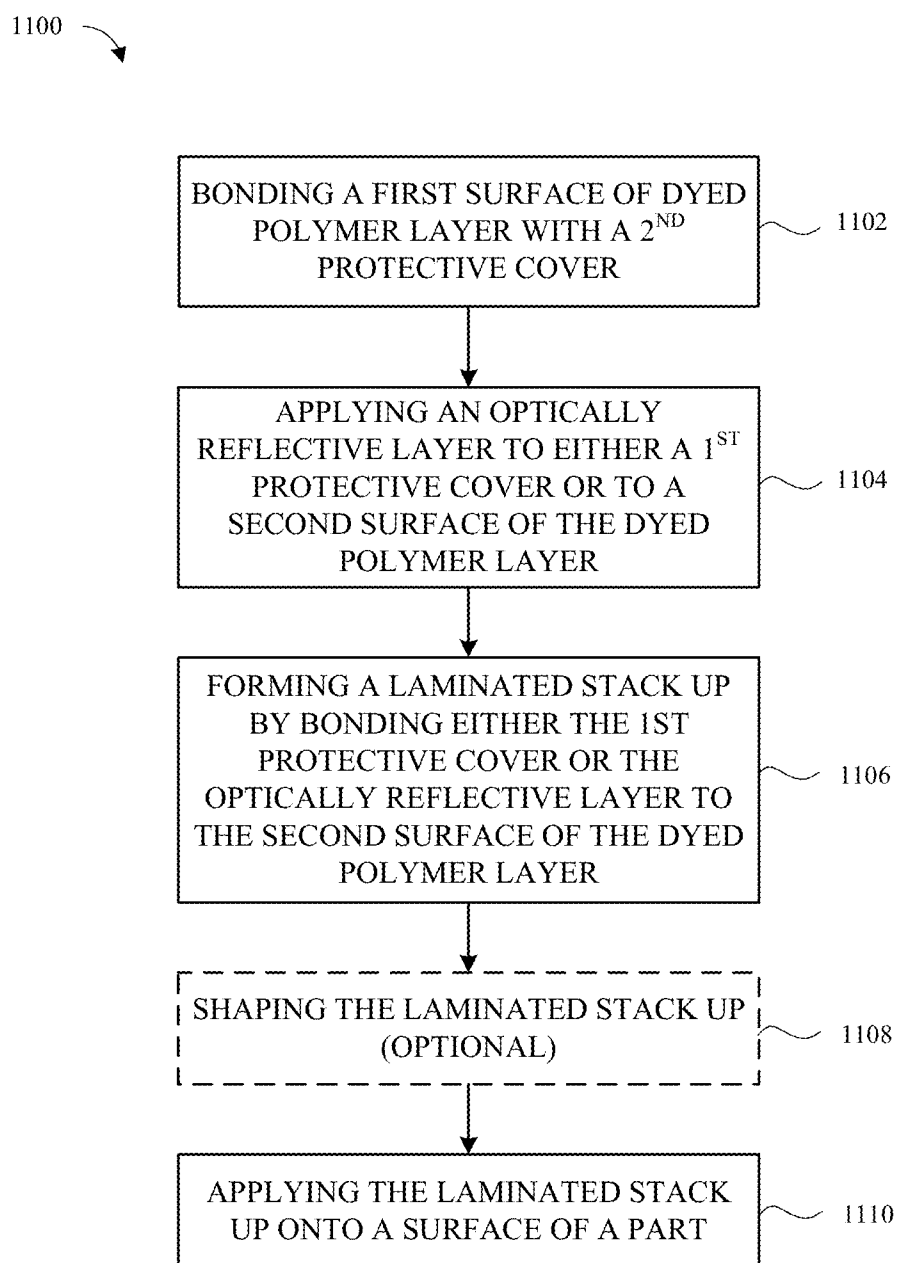 1100
BONDING A FIRST SURFACE OF DYED
POLYMER LAYER WITH A 2ND
PROTECTIVE COVER
1102
APPLYING AN OPTICALLY
REFLECTIVE LAYER TO EITHER A 1ST
PROTECTIVE COVER OR TO A
SECOND SURFACE OF THE DYED
POLYMER LAYER
1104
FORMING A LAMINATED STACK UP
BY BONDING EITHER THE 1ST
PROTECTIVE COVER OR THE
OPTICALLY REFLECTIVE LAYER TO
THE SECOND SURFACE OF THE DYED
POLYMER LAYER
1106
SHAPING THE LAMINATED STACK UP
(OPTIONAL)
1108
APPLYING THE LAMINATED STACK
UP ONTO A SURFACE OF A PART
1110